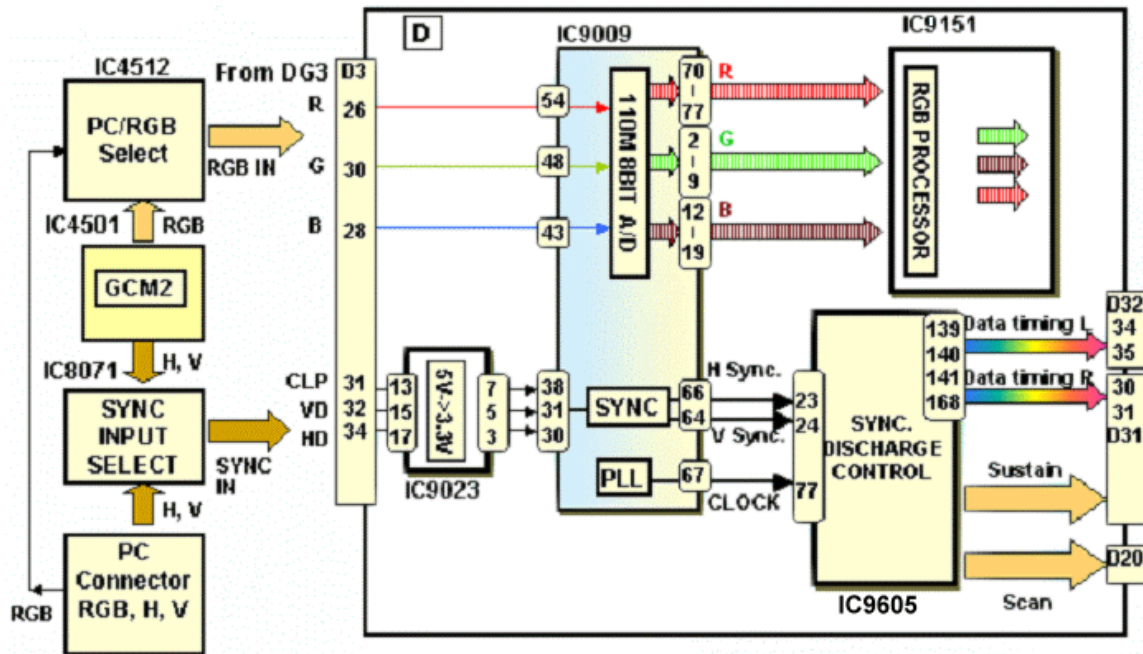 D
IC9151
IC9009
IC4512
From DG3
D3
PC/RGB
Select
RGB IN
R
26
54
G
30
48
B
28
43
110M 8BIT A/D
70
-
77
R
2
-
9
G
12
-
19
B
RGB PROCESSOR
IC4501
RGB
GCM2
H, V
IC8071
SYNC
INPUT
SELECT
SYNC
IN
H, V
PC
Connector
RGB, H, V
RGB
CLP
31
13
7
38
VD
32
15
5
31
HD
34
17
3
30
5V->3.3V
IC9023
SYNC
66
H Sync.
23
64
V Sync.
24
PLL
67
CLOCK
77
SYNC.
DISCHARGE
CONTROL
IC9605
139
140
141
168
Data timing L
Data timing R
D32
34
35
30
31
D31
Sustain
D20
Scan